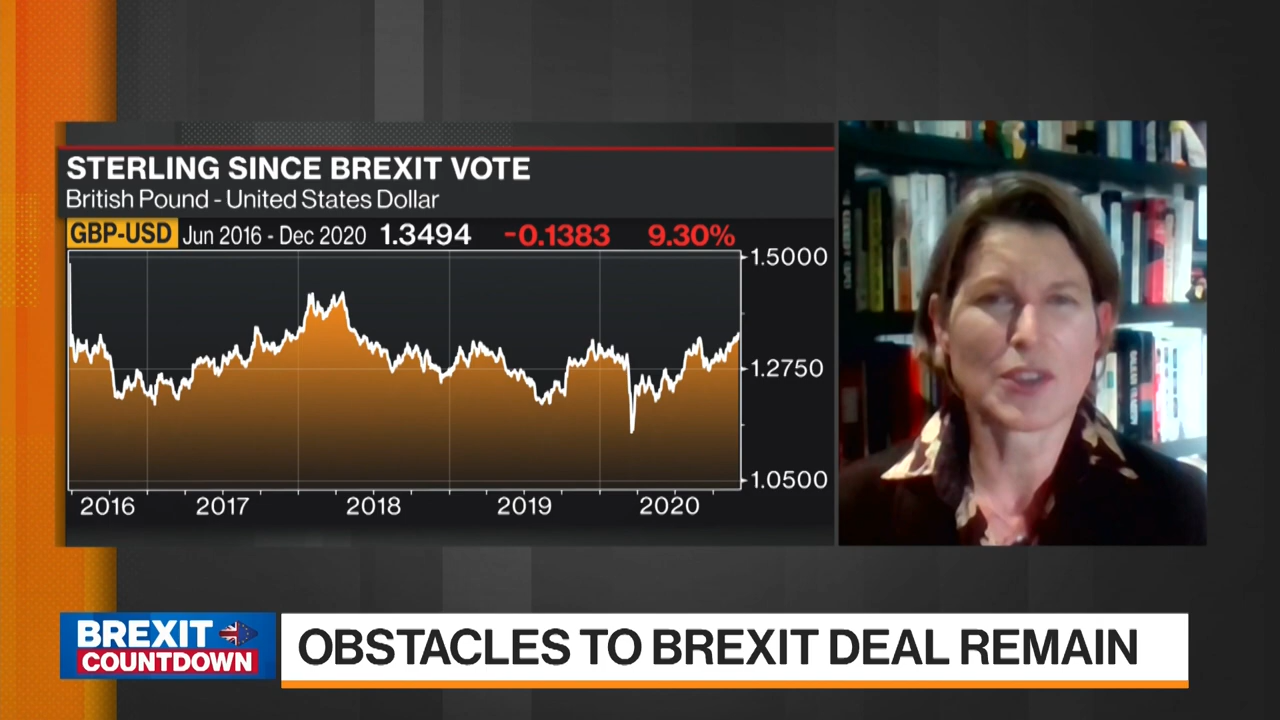 STERLING SINCE BREXIT VOTE
British Pound - United States Dollar
GBP-USD Jun 2016 - Dec 2020 1.3494 -0.1383 9.30%
1.5000
1.2750
1.0500
2016 2017 2018 2019 2020
BREXIT
COUNTDOWN
OBSTACLES TO BREXIT DEAL REMAIN